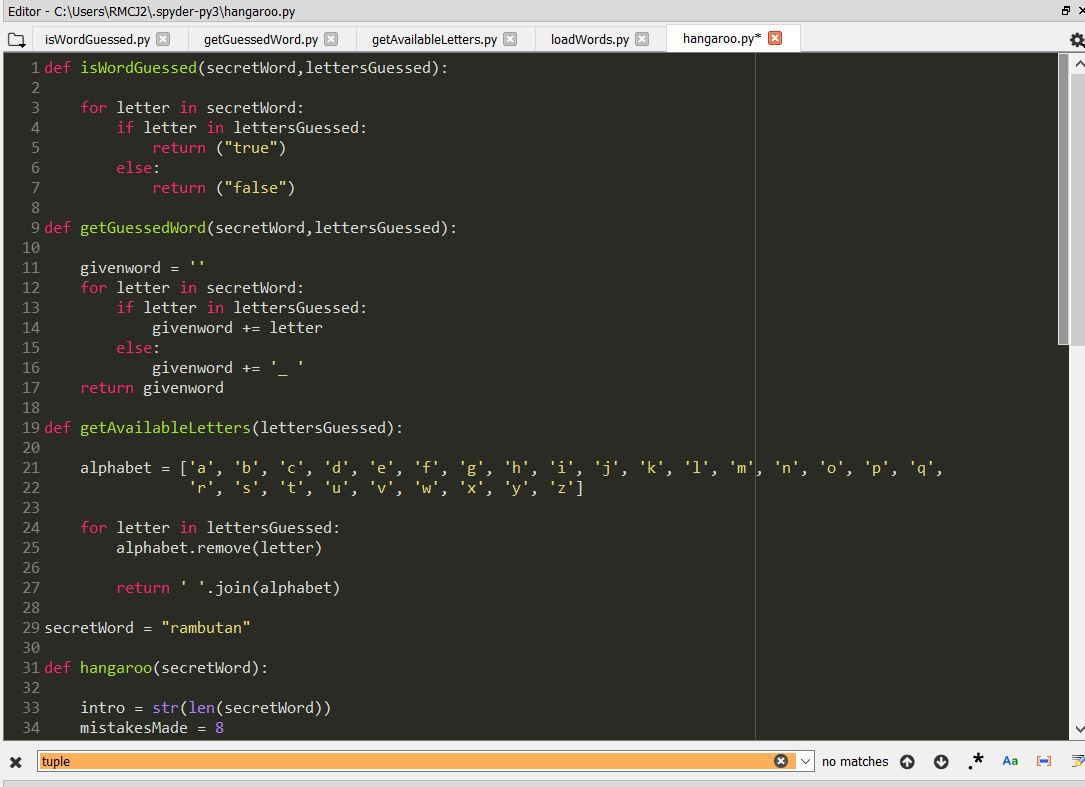 Editor - C:\Users\RMCJ2\.spyder-py3\hangaroo.py
isWordGuessed.py getGuessedWord.py getAvailableLetters.py loadWords.py hangaroo.py*
1 def isWordGuessed(secretWord,lettersGuessed):
2
3     for letter in secretWord:
4         if letter in lettersGuessed:
5             return ("true")
6         else:
7             return ("false")
8
9 def getGuessedWord(secretWord,lettersGuessed):
10
11     givenword = ''
12     for letter in secretWord:
13         if letter in lettersGuessed:
14             givenword += letter
15         else:
16             givenword += '_ '
17     return givenword
18
19 def getAvailableLetters(lettersGuessed):
20
21     alphabet = ['a', 'b', 'c', 'd', 'e', 'f', 'g', 'h', 'i', 'j', 'k', 'l', 'm', 'n', 'o', 'p', 'q',
22                 'r', 's', 't', 'u', 'v', 'w', 'x', 'y', 'z']
23
24     for letter in lettersGuessed:
25         alphabet.remove(letter)
26
27         return ' '.join(alphabet)
28
29 secretWord = "rambutan"
30
31 def hangaroo(secretWord):
32
33     intro = str(len(secretWord))
34     mistakesMade = 8
tuple no matches .* Aa